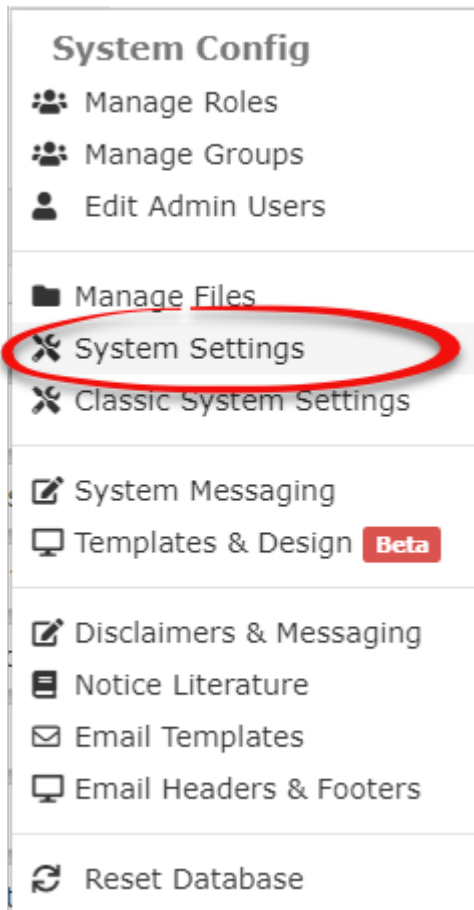 System Config
Manage Roles
Manage Groups
Edit Admin Users
Manage Files
System Settings
Classic System Settings
System Messaging
Templates & Design Beta
Disclaimers & Messaging
Notice Literature
Email Templates
Email Headers & Footers
Reset Database